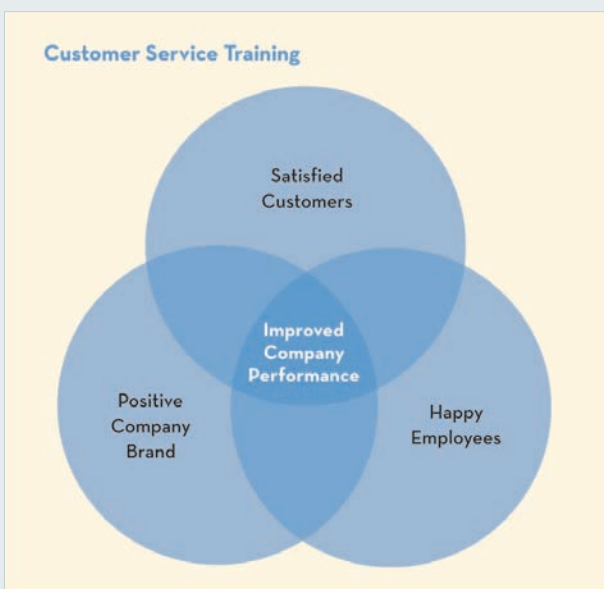 Customer Service Training
Satisfied
Customers
Improved
Company
Performance
Positive
Company
Brand
Happy
Employees